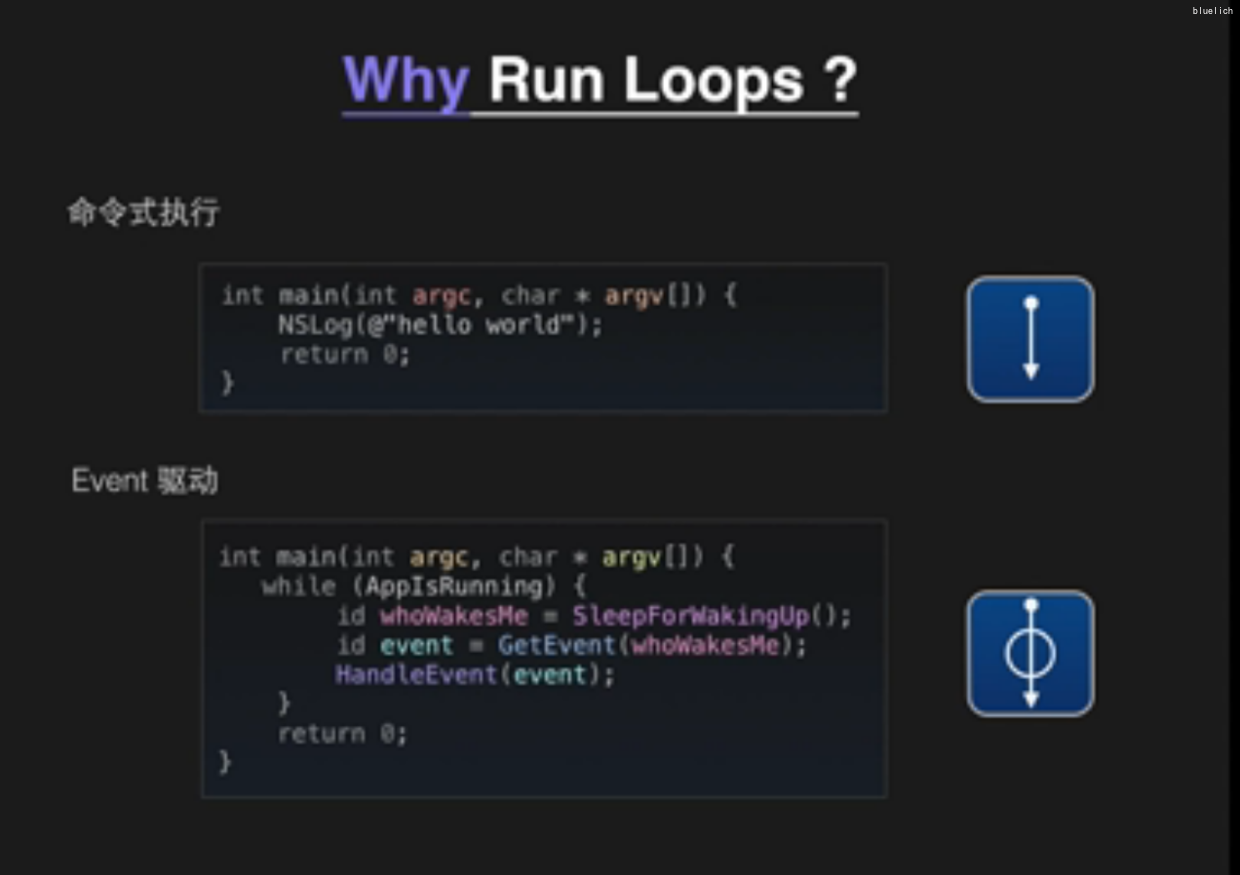 bluelich
Why Run Loops ?
命令式执行
int main(int argc, char * argv[]) {
    NSLog(@"hello world");
    return 0;
}
Event 驱动
int main(int argc, char * argv[]) {
   while (AppIsRunning) {
        id whoWakesMe = SleepForWakingUp();
        id event = GetEvent(whoWakesMe);
        HandleEvent(event);
    }
    return 0;
}